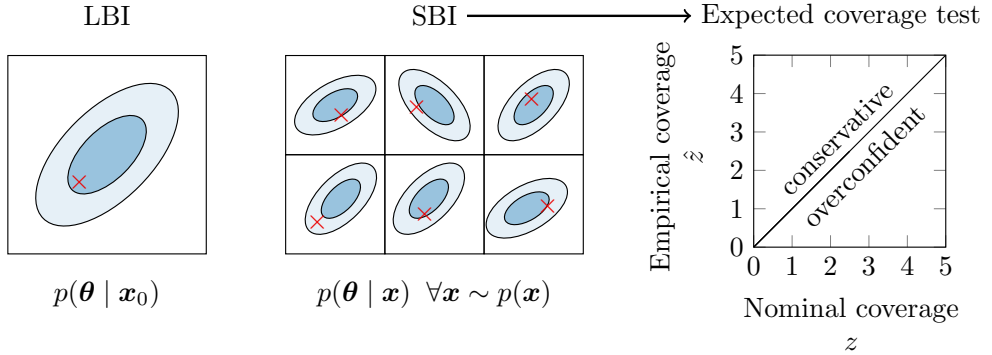 LBI
SBI
Expected coverage test
p(θ | x₀)
p(θ | x) ∀x ∼ p(x)
Empirical coverage
ẑ
5
4
3
2
1
0
conservative
overconfident
0 1 2 3 4 5
Nominal coverage
z